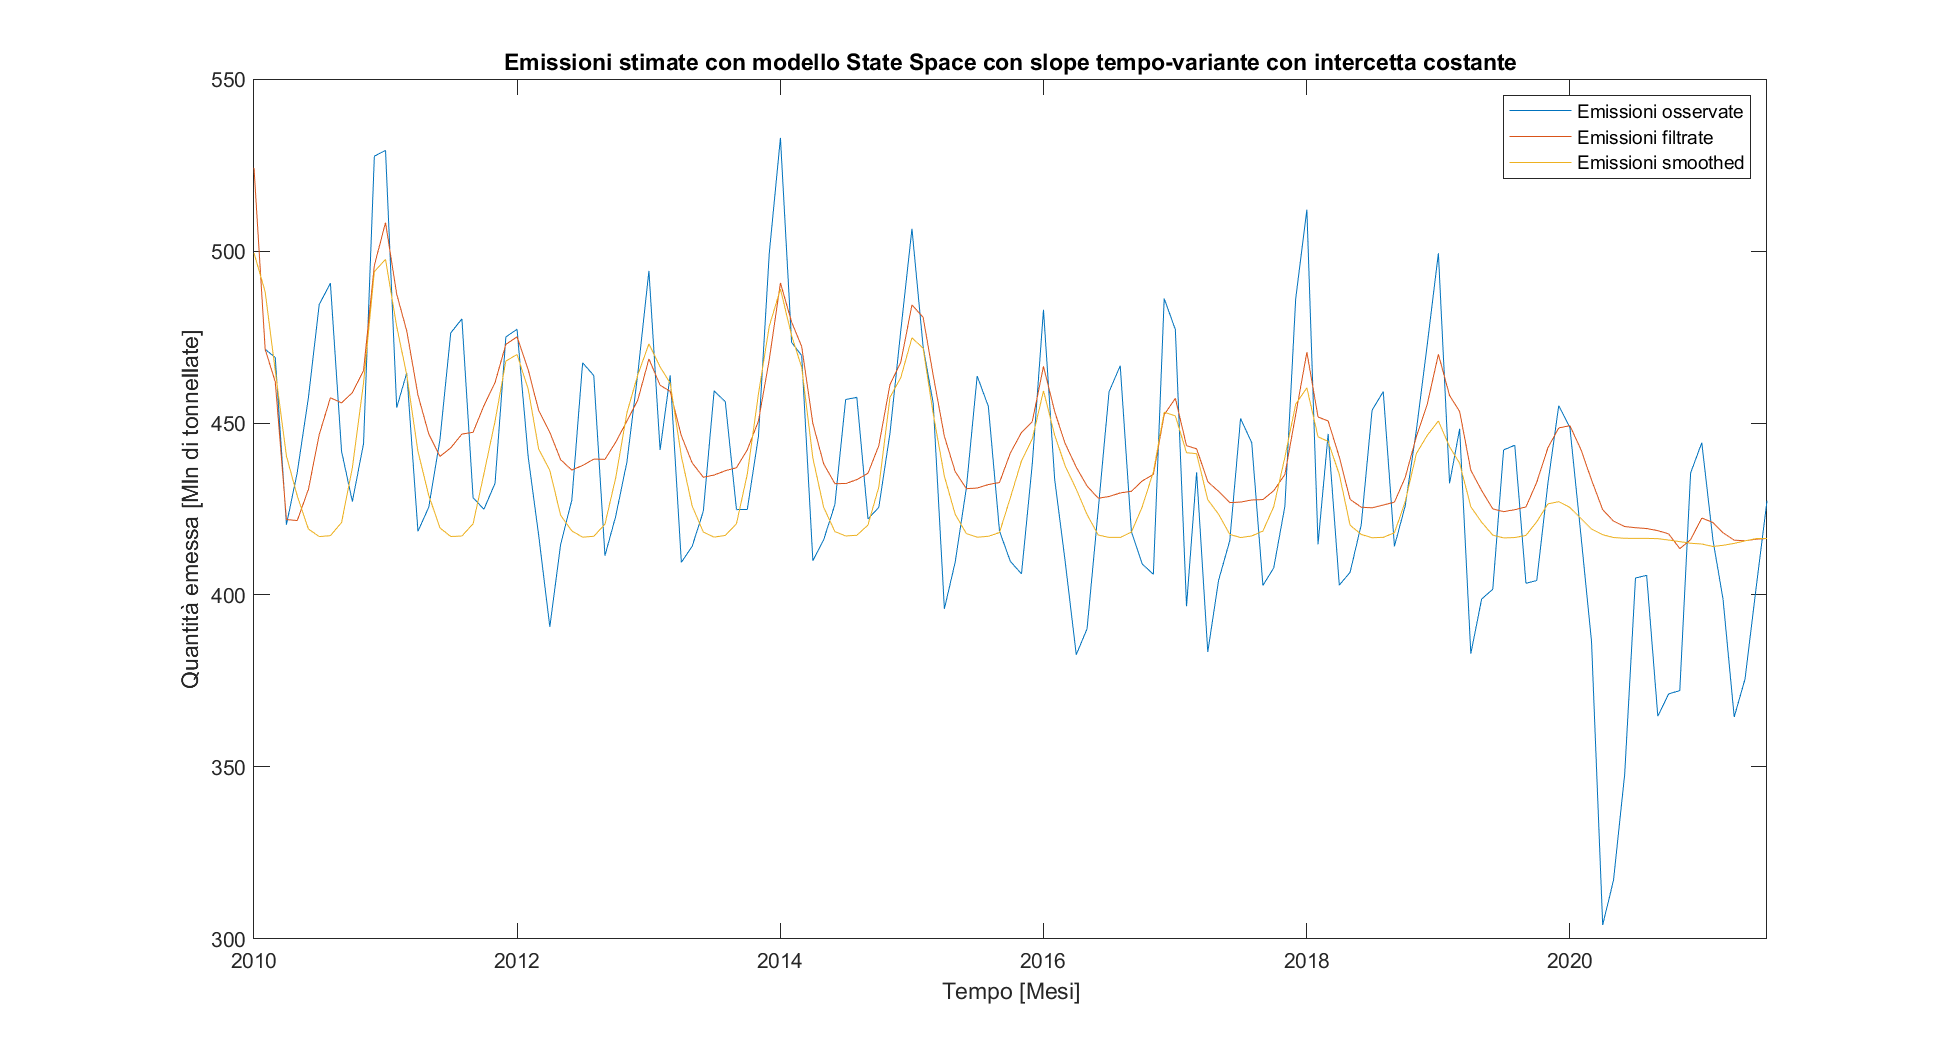 Emissioni stimate con modello State Space con slope tempo-variante con intercetta costante
550
500
450
400
350
300
Quantità emessa [Mln di tonnellate]
Emissioni osservate
Emissioni filtrate
Emissioni smoothed
2010
2012
2014
2016
2018
2020
Tempo [Mesi]